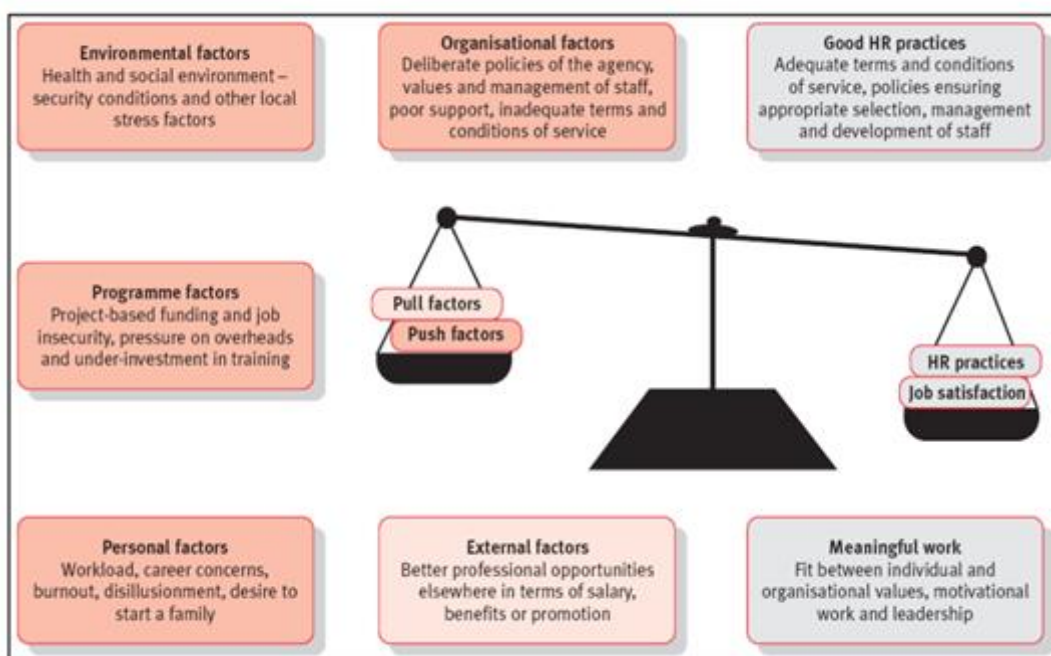 Environmental factors
Health and social environment –
security conditions and other local
stress factors
Organisational factors
Deliberate policies of the agency,
values and management of staff,
poor support, inadequate terms and
conditions of service
Good HR practices
Adequate terms and conditions
of service, policies ensuring
appropriate selection, management
and development of staff
Programme factors
Project-based funding and job
insecurity, pressure on overheads
and under-investment in training
Pull factors
Push factors
HR practices
Job satisfaction
Personal factors
Workload, career concerns,
burnout, disillusionment, desire to
start a family
External factors
Better professional opportunities
elsewhere in terms of salary,
benefits or promotion
Meaningful work
Fit between individual and
organisational values, motivational
work and leadership